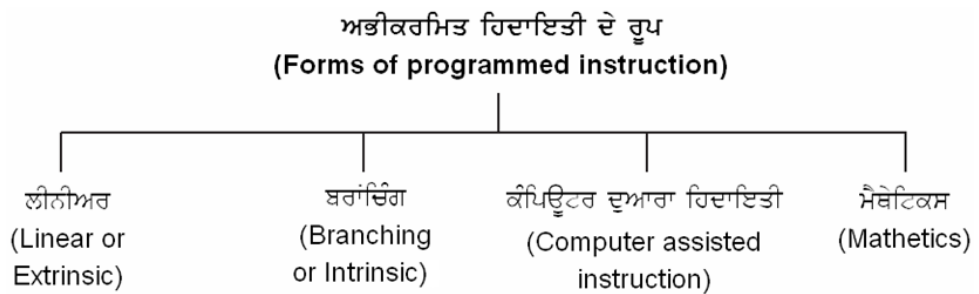 ਅਭੀਕਰਮਿਤ ਹਿਦਾਇਤੀ ਦੇ ਰੂਪ
(Forms of programmed instruction)
ਲੀਨੀਅਰ
(Linear or
Extrinsic)
ਬਰਾਂਚਿੰਗ
(Branching
or Intrinsic)
ਕੰਪਿਊਟਰ ਦੁਆਰਾ ਹਿਦਾਇਤੀ
(Computer assisted
instruction)
ਮੈਥੇਟਿਕਸ
(Mathetics)